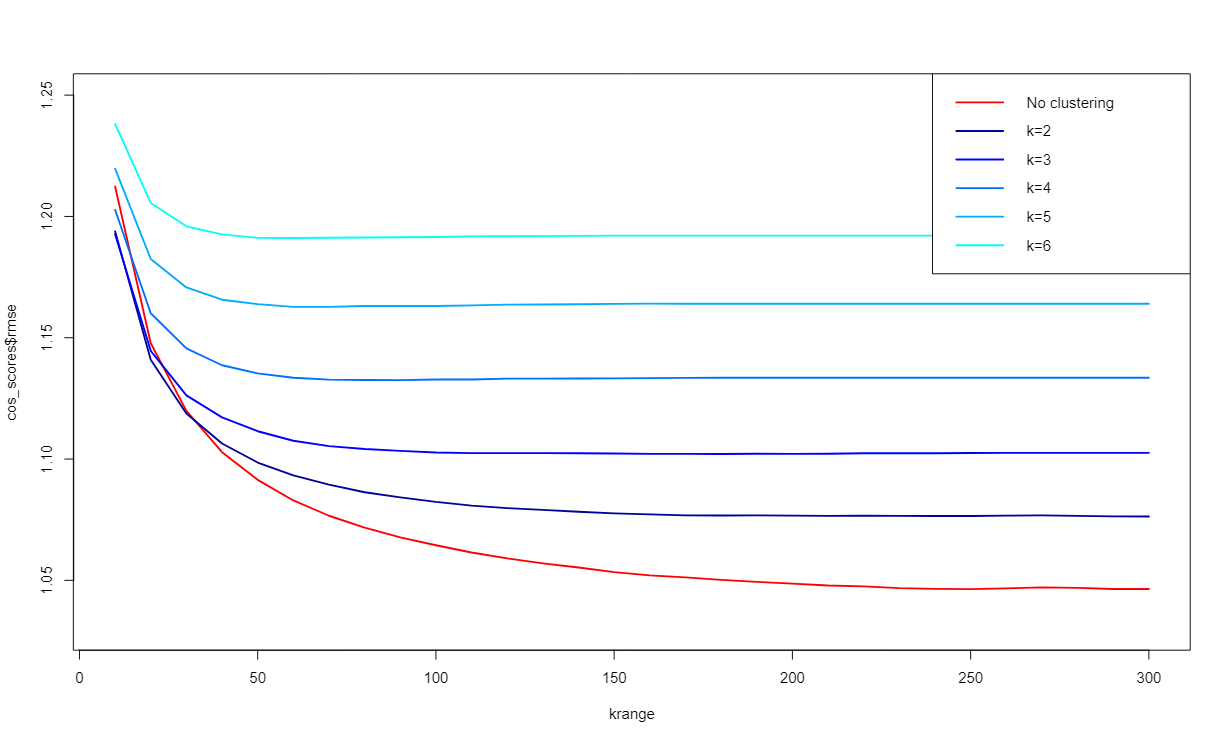 1.25
1.20
1.15
1.10
1.05
cos_scores$rmse
0 50 100 150 200 250 300
krange
No clustering
k=2
k=3
k=4
k=5
k=6